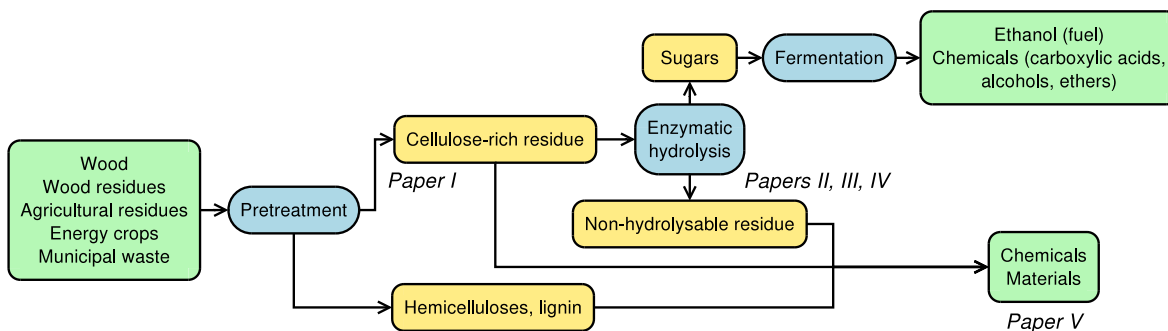 Wood
Wood residues
Agricultural residues
Energy crops
Municipal waste
Pretreatment
Cellulose-rich residue
Paper I
Hemicelluloses, lignin
Enzymatic
hydrolysis
Papers II, III, IV
Sugars
Fermentation
Ethanol (fuel)
Chemicals (carboxylic acids,
alcohols, ethers)
Non-hydrolysable residue
Chemicals
Materials
Paper V